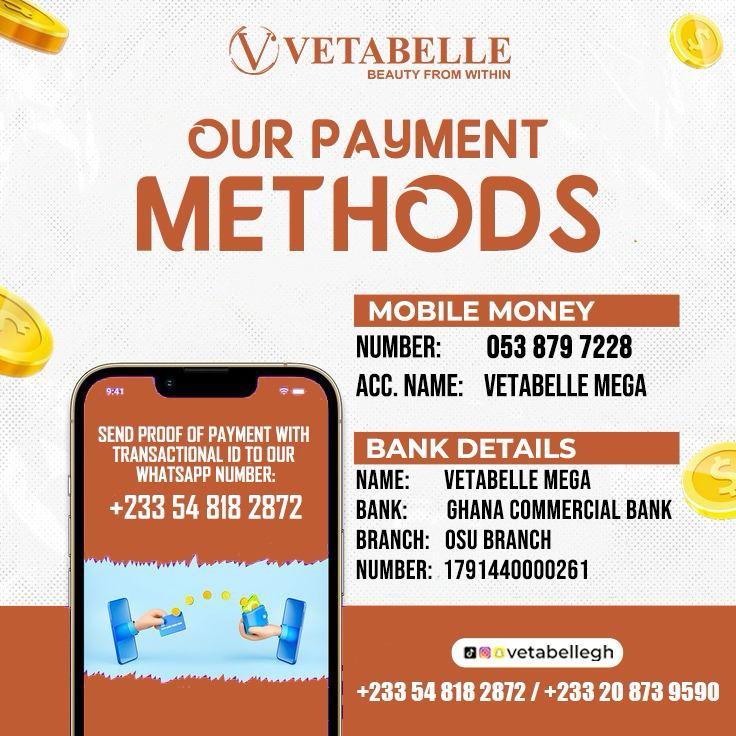 VETABELLE
BEAUTY FROM WITHIN
OUR PAYMENT
METHODS
MOBILE MONEY
NUMBER: 053 879 7228
ACC. NAME: VETABELLE MEGA
BANK DETAILS
NAME: VETABELLE MEGA
BANK: GHANA COMMERCIAL BANK
BRANCH: OSU BRANCH
NUMBER: 1791440000261
9:41
SEND PROOF OF PAYMENT WITH
TRANSACTIONAL ID TO OUR
WHATSAPP NUMBER:
+233 54 818 2872
vetabellegh
+233 54 818 2872 / +233 20 873 9590